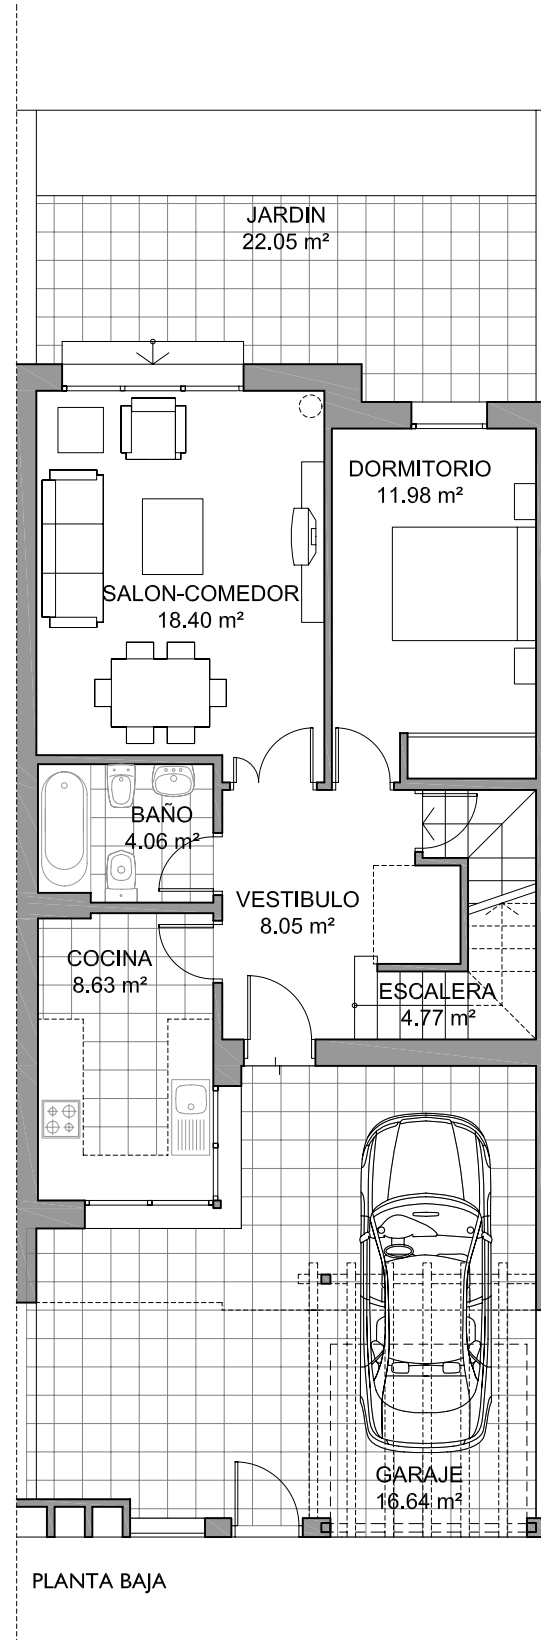 JARDIN
22.05 m²
DORMITORIO
11.98 m²
SALON-COMEDOR
18.40 m²
BAÑO
4.06 m²
VESTIBULO
8.05 m²
COCINA
8.63 m²
ESCALERA
4.77 m²
GARAJE
16.64 m²
PLANTA BAJA